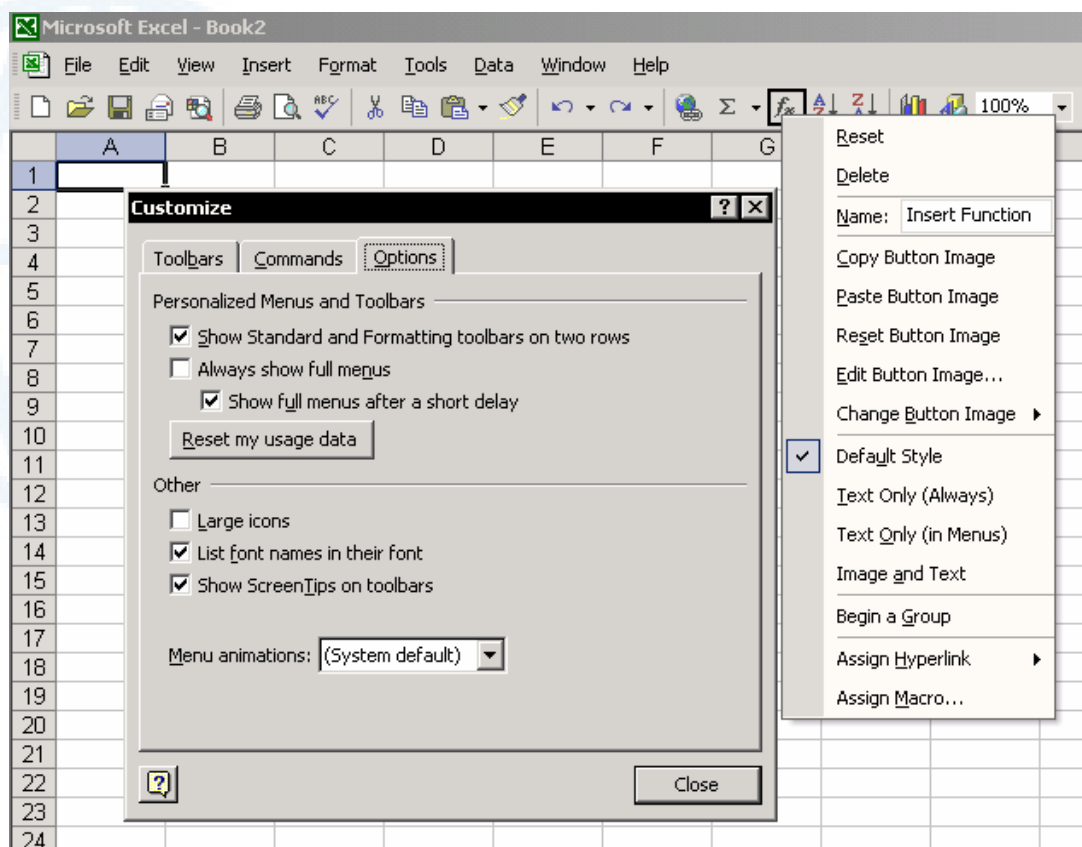 Microsoft Excel - Book2
File Edit View Insert Format Tools Data Window Help
ABC Σ fx A Z Z A 100%
A B C D E F G
1
2
3
4
5
6
7
8
9
10
11
12
13
14
15
16
17
18
19
20
21
22
23
24
Customize ?
Toolbars Commands Options
Personalized Menus and Toolbars
Show Standard and Formatting toolbars on two rows
Always show full menus
Show full menus after a short delay
Reset my usage data
Other
Large icons
List font names in their font
Show ScreenTips on toolbars
Menu animations: (System default)
? Close
Reset
Delete
Name: Insert Function
Copy Button Image
Paste Button Image
Reset Button Image
Edit Button Image...
Change Button Image
Default Style
Text Only (Always)
Text Only (in Menus)
Image and Text
Begin a Group
Assign Hyperlink
Assign Macro...